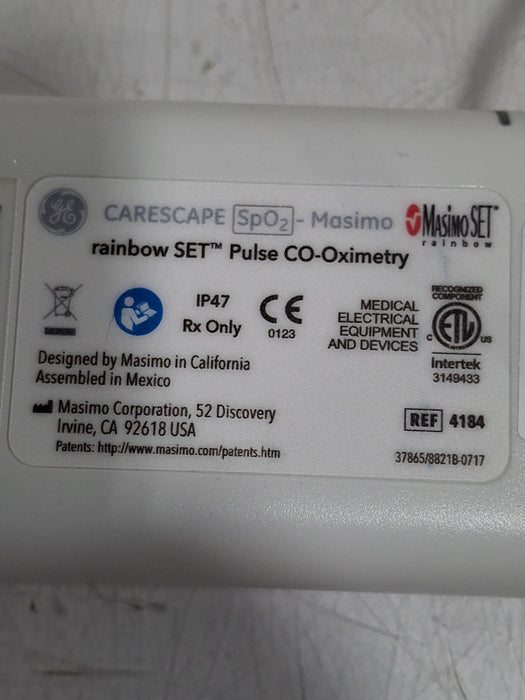 GE CARESCAPE SpO2 - Masimo Masimo SET®
rainbow
rainbow SET™ Pulse CO-Oximetry
IP47
Rx Only
CE
0123
MEDICAL
ELECTRICAL
EQUIPMENT
AND DEVICES
RECOGNIZED
COMPONENT
ETL
c us
Intertek
3149433
Designed by Masimo in California
Assembled in Mexico
Masimo Corporation, 52 Discovery
Irvine, CA 92618 USA
Patents: http://www.masimo.com/patents.htm
REF 4184
37865/8821B-0717